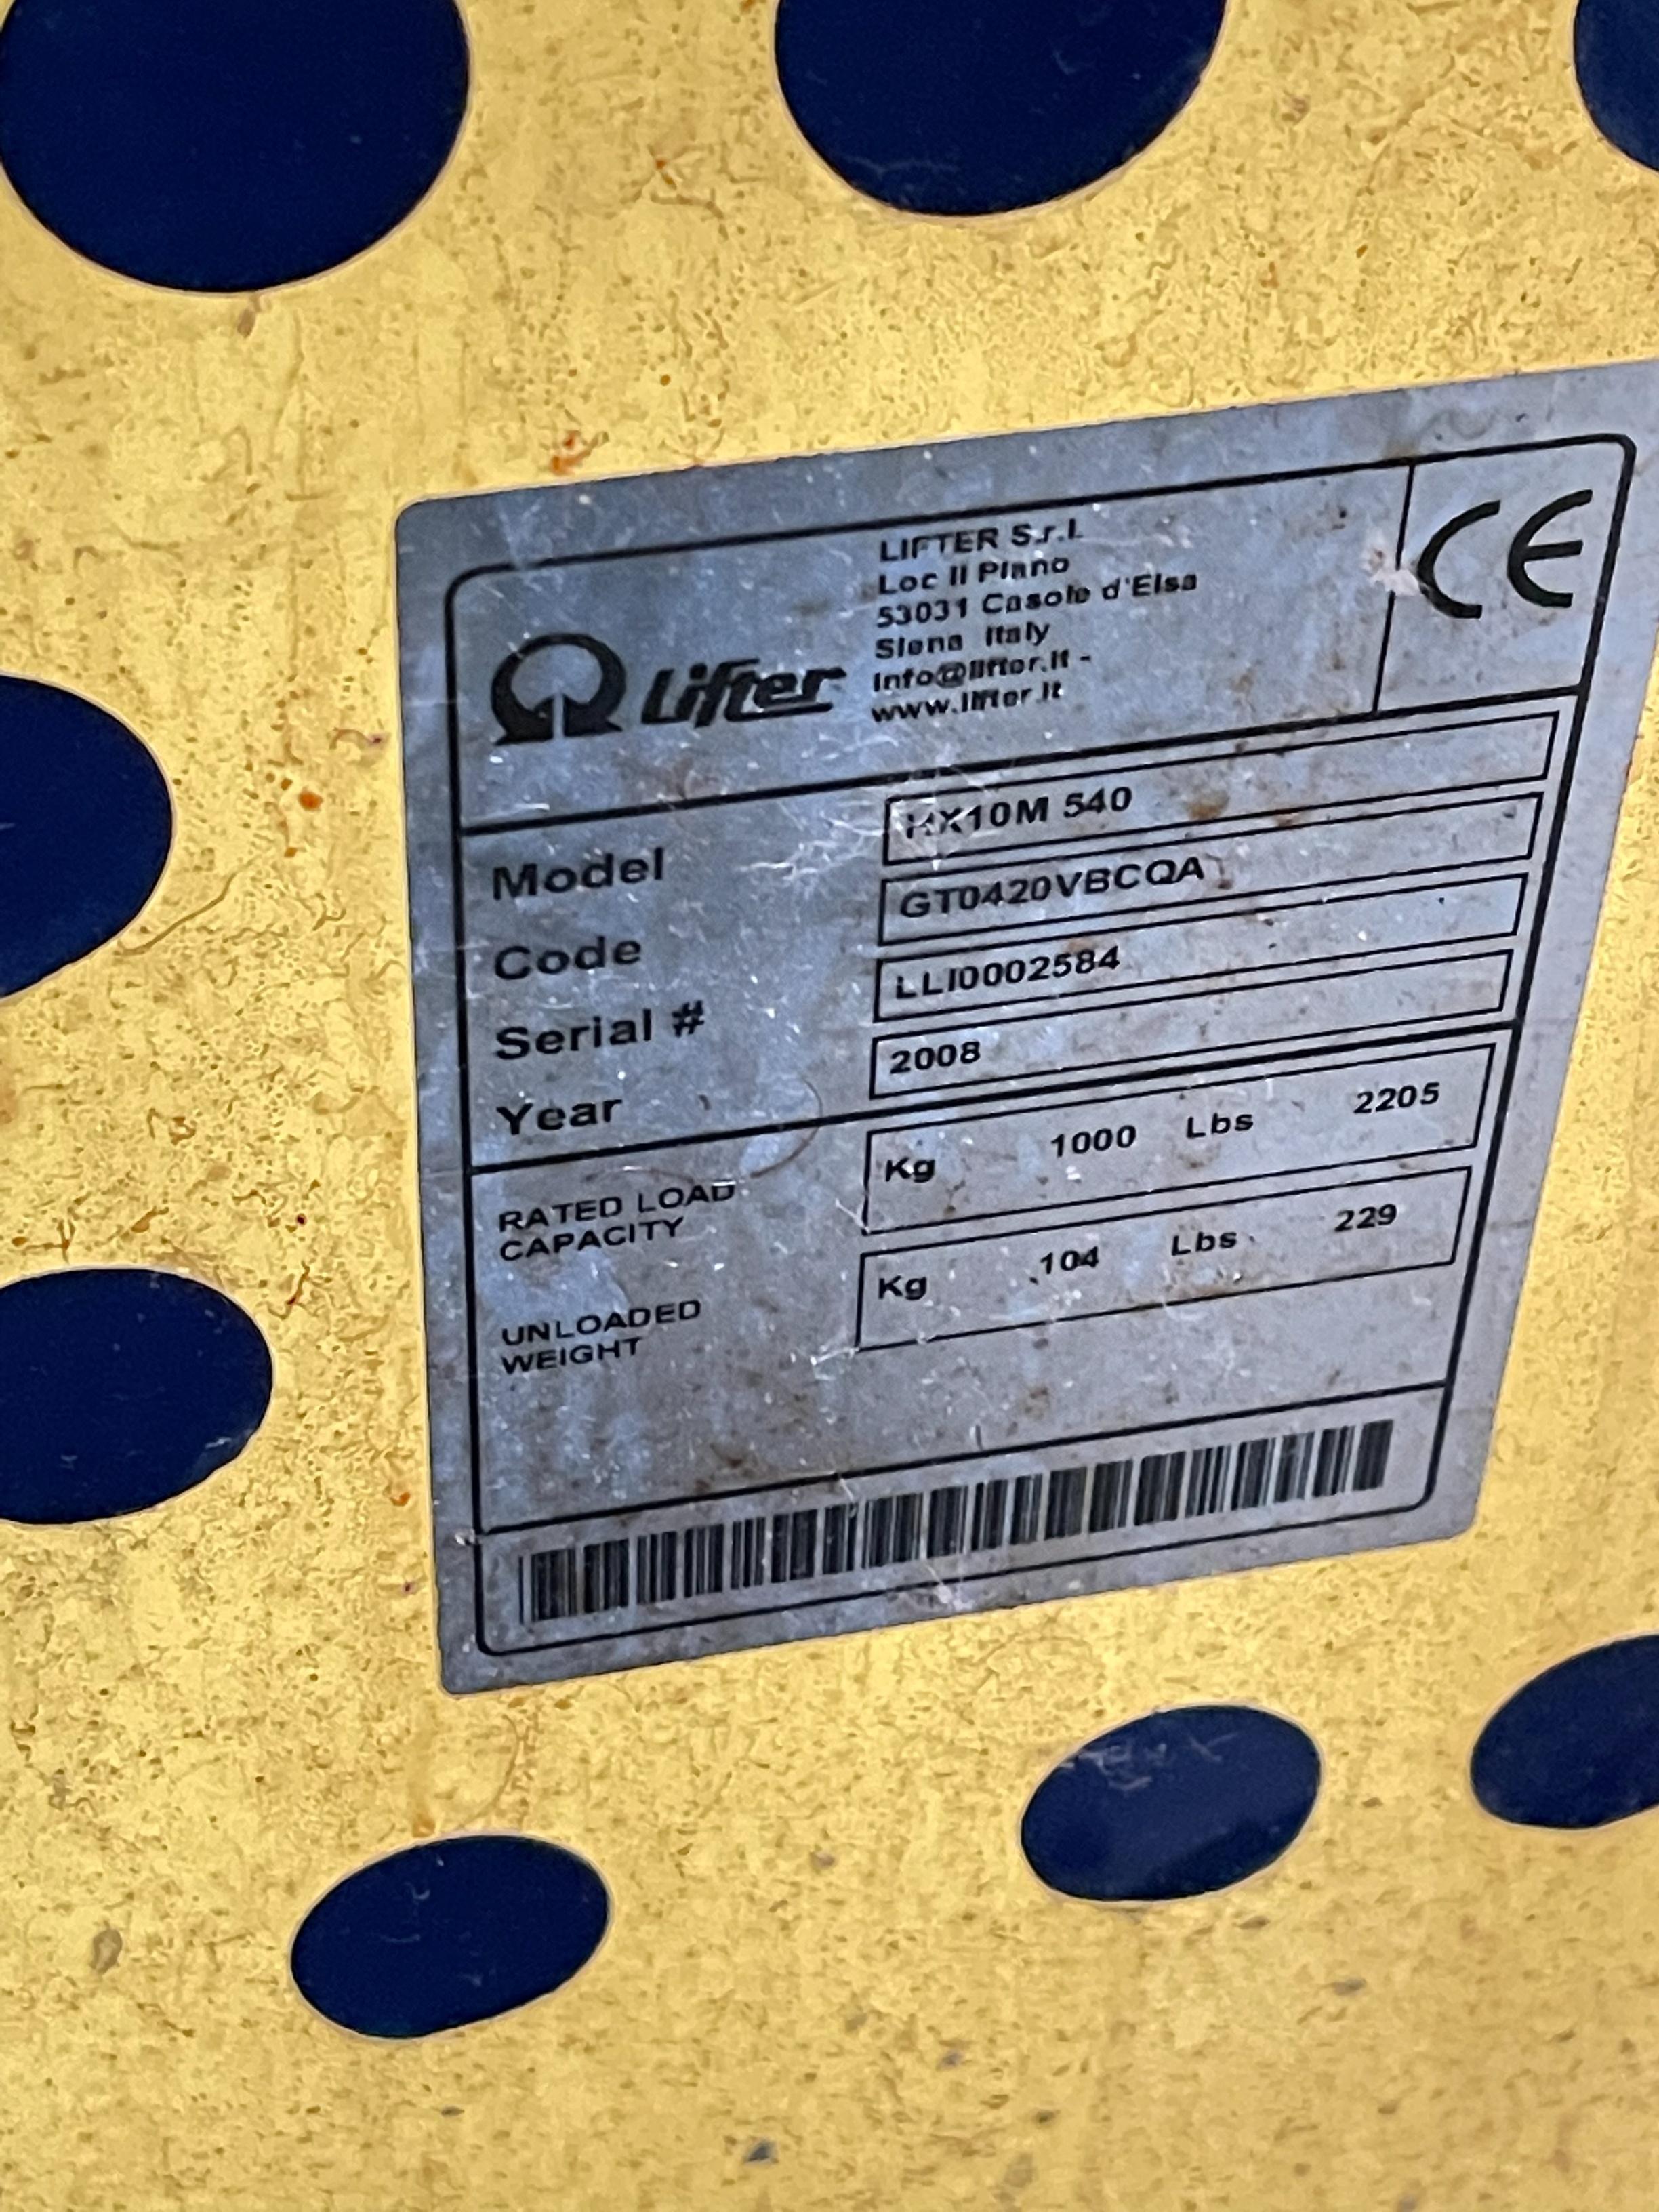 LIFTER S.r.l.
Loc Il Piano
53031 Casole d'Elsa
Siena Italy
info@lifter.it -
www.lifter.it
Lifter
CE
Model HX10M 540
Code GT0420VBCQA
Serial # LLI0002584
Year 2008
RATED LOAD CAPACITY Kg 1000 Lbs 2205
UNLOADED WEIGHT Kg 104 Lbs 229